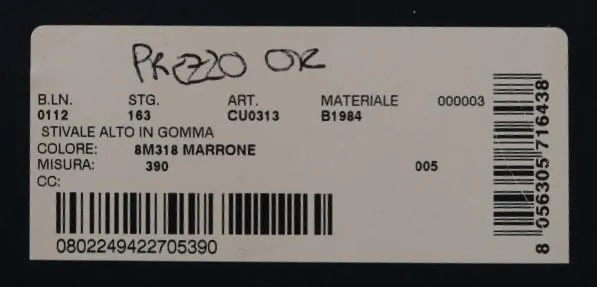 PREZZO OR
B.LN. STG. ART. MATERIALE 000003
0112 163 CU0313 B1984
STIVALE ALTO IN GOMMA
COLORE: 8M318 MARRONE
MISURA: 390 005
CC:
0802249422705390
8 056305 716438